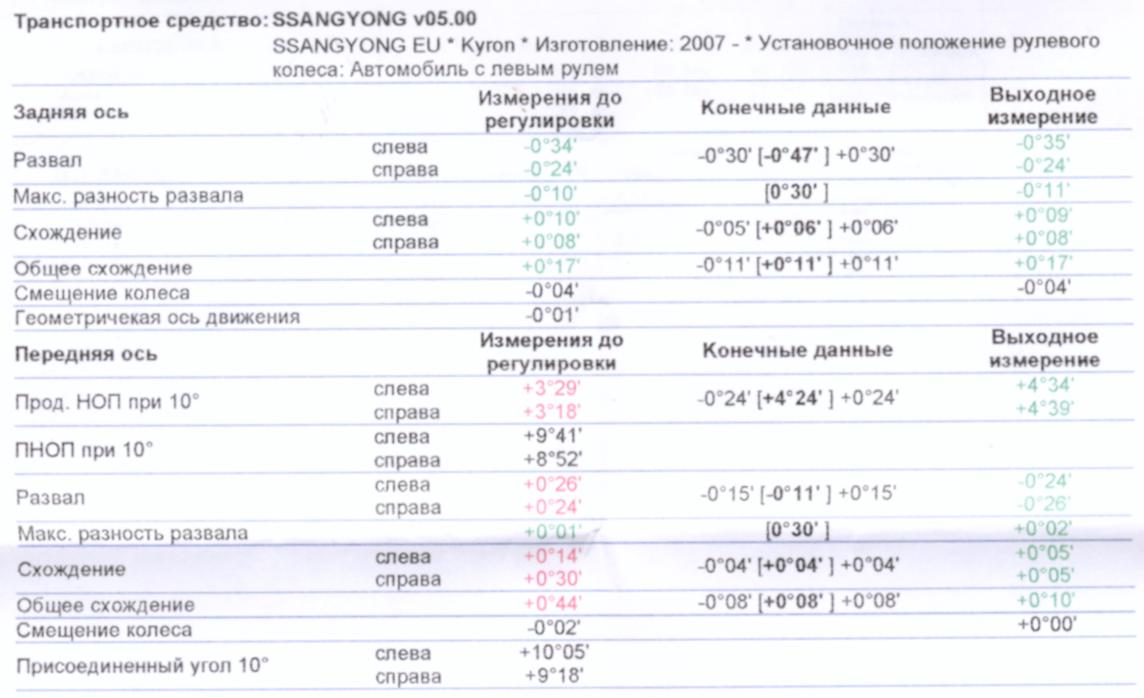 Транспортное средство: SSANGYONG v05.00
SSANGYONG EU * Kyron * Изготовление: 2007 - * Установочное положение рулевого
колеса: Автомобиль с левым рулем
Задняя ось Измерения до регулировки Конечные данные Выходное измерение
Развал слева -0°34' -0°30' [-0°47' ] +0°30' -0°35'
справа -0°24' -0°24'
Макс. разность развала -0°10' [0°30' ] -0°11'
Схождение слева +0°10' -0°05' [+0°06' ] +0°06' +0°09'
справа +0°08' +0°08'
Общее схождение +0°17' -0°11' [+0°11' ] +0°11' +0°17'
Смещение колеса -0°04' -0°04'
Геометричекая ось движения -0°01'
Передняя ось Измерения до регулировки Конечные данные Выходное измерение
Прод. НОП при 10° слева +3°29' -0°24' [+4°24' ] +0°24' +4°34'
справа +3°18' +4°39'
ПНОП при 10° слева +9°41'
справа +8°52'
Развал слева +0°26' -0°15' [-0°11' ] +0°15' -0°24'
справа +0°24' -0°26'
Макс. разность развала +0°01' [0°30' ] +0°02'
Схождение слева +0°14' -0°04' [+0°04' ] +0°04' +0°05'
справа +0°30' +0°05'
Общее схождение +0°44' -0°08' [+0°08' ] +0°08' +0°10'
Смещение колеса -0°02' +0°00'
Присоединенный угол 10° слева +10°05'
справа +9°18'